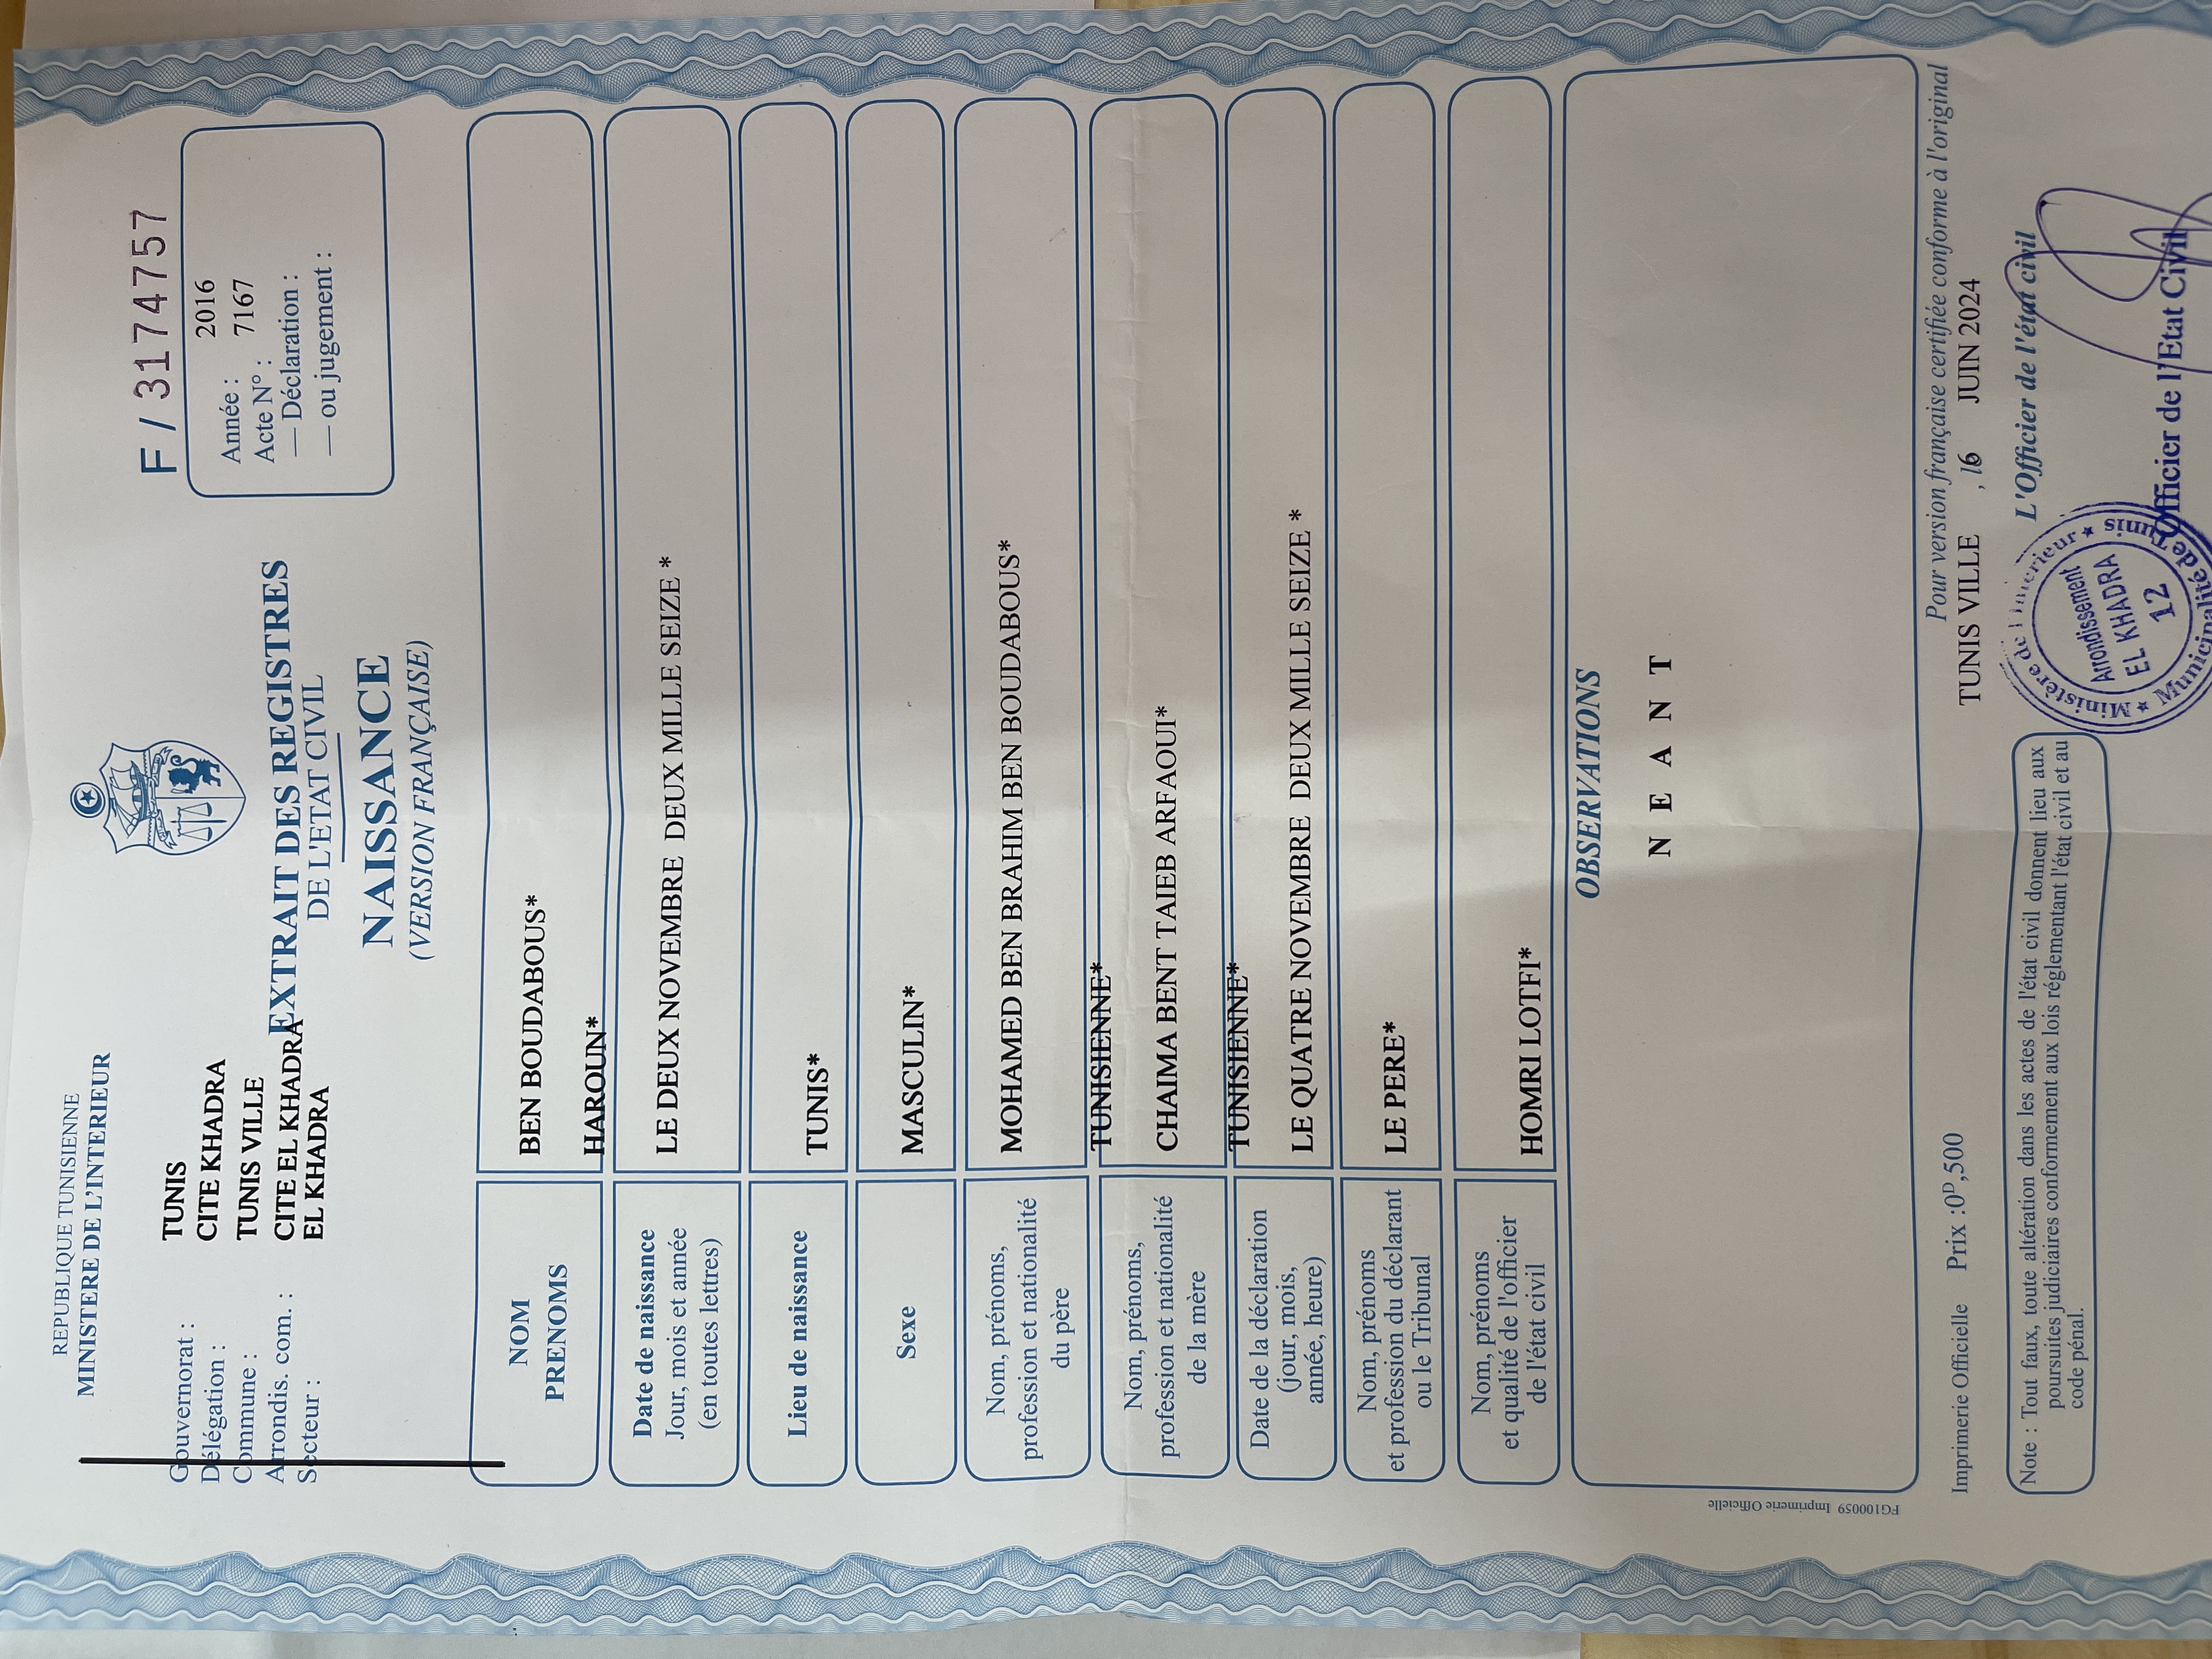 REPUBLIQUE TUNISIENNE
MINISTERE DE L'INTERIEUR
Gouvernorat : TUNIS
Délégation : CITE KHADRA
Commune : TUNIS VILLE
Arrondis. com. : CITE EL KHADRA
Secteur : EL KHADRA
EXTRAIT DES REGISTRES
DE L'ETAT CIVIL
NAISSANCE
(VERSION FRANÇAISE)
F / 3174757
Année : 2016
Acte N° : 7167
— Déclaration :
— ou jugement :
NOM BEN BOUDABOUS*
PRENOMS HAROUN*
Date de naissance
Jour, mois et année
(en toutes lettres)
LE DEUX NOVEMBRE DEUX MILLE SEIZE *
Lieu de naissance TUNIS*
Sexe MASCULIN*
Nom, prénoms,
profession et nationalité
du père
MOHAMED BEN BRAHIM BEN BOUDABOUS*
TUNISIENNE*
Nom, prénoms,
profession et nationalité
de la mère
CHAIMA BENT TAIEB ARFAOUI*
TUNISIENNE*
Date de la déclaration
(jour, mois,
année, heure)
LE QUATRE NOVEMBRE DEUX MILLE SEIZE *
Nom, prénoms
et profession du déclarant
ou le Tribunal
LE PERE*
Nom, prénoms
et qualité de l'officier
de l'état civil
HOMRI LOTFI*
OBSERVATIONS
N E A N T
FG100059 Imprimerie Officielle
Pour version française certifiée conforme à l'original
Imprimerie Officielle Prix :0D,500
TUNIS VILLE , 16 JUIN 2024
L'Officier de l'état civil
Note : Tout faux, toute altération dans les actes de l'état civil donnent lieu aux
poursuites judiciaires conformement aux lois réglementant l'état civil et au
code pénal.
Ministère de l'Interieur
Municipalité de Tunis
Arrondissement
EL KHADRA
12
Officier de l'Etat Civil